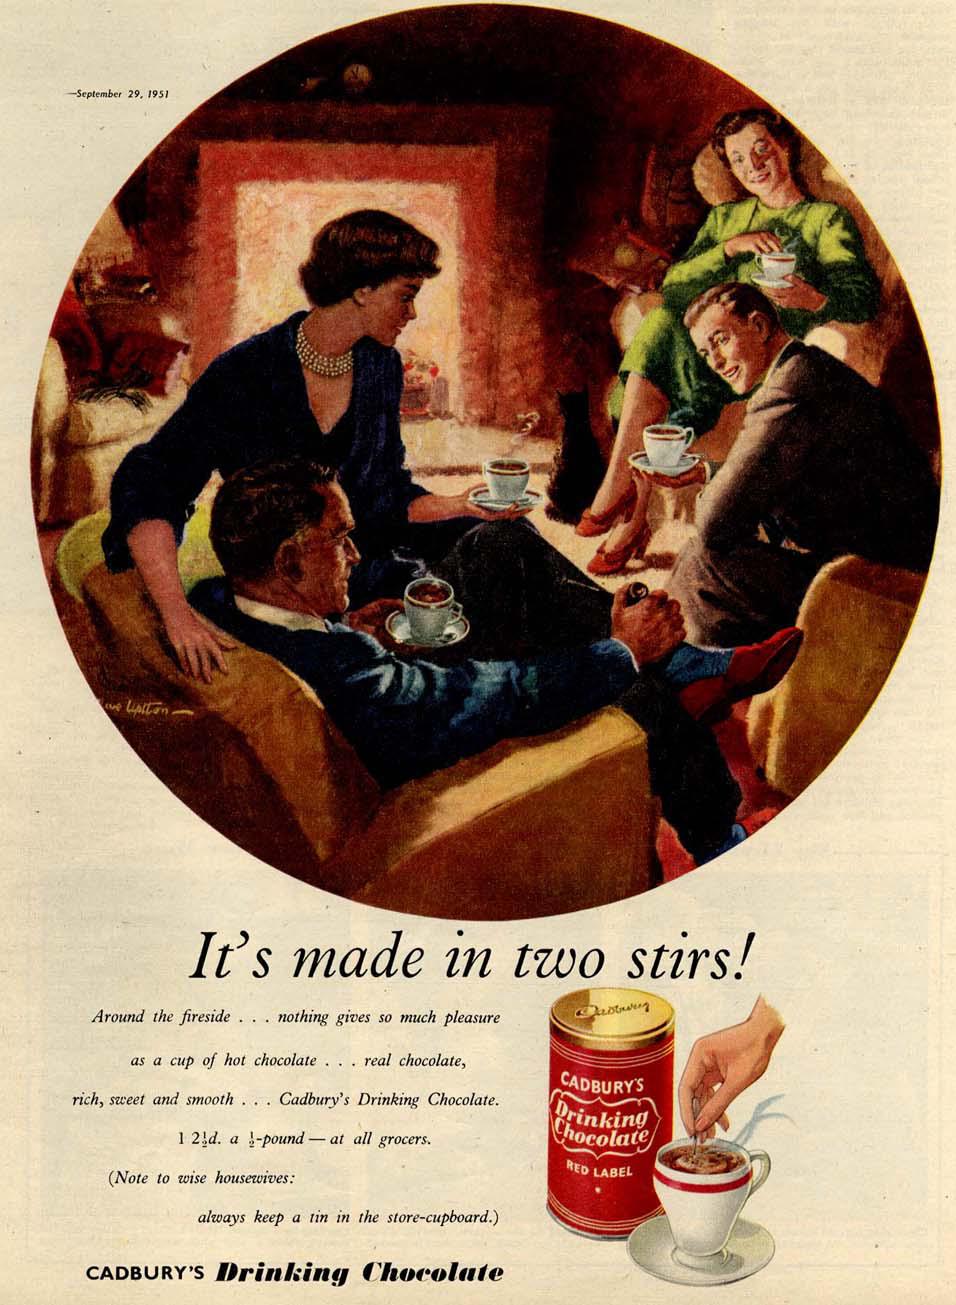 —September 29, 1951
Lipston —
It's made in two stirs!
Around the fireside . . . nothing gives so much pleasure
as a cup of hot chocolate . . . real chocolate,
rich, sweet and smooth . . . Cadbury's Drinking Chocolate.
1 2½d. a ½-pound — at all grocers.
(Note to wise housewives:
always keep a tin in the store-cupboard.)
CADBURY'S Drinking Chocolate
Cadbury
CADBURY'S
Drinking
Chocolate
RED LABEL